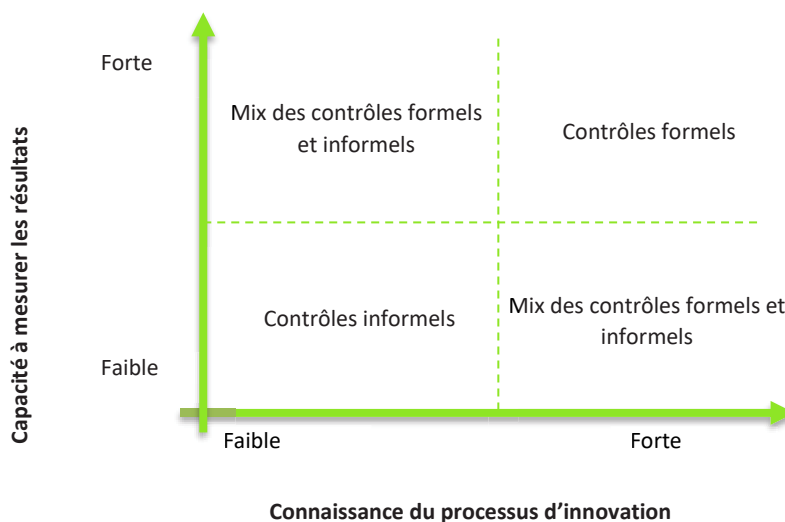 Forte
Mix des contrôles formels
et informels
Contrôles formels
Capacité à mesurer les résultats
Contrôles informels
Mix des contrôles formels et
informels
Faible
Faible
Forte
Connaissance du processus d’innovation